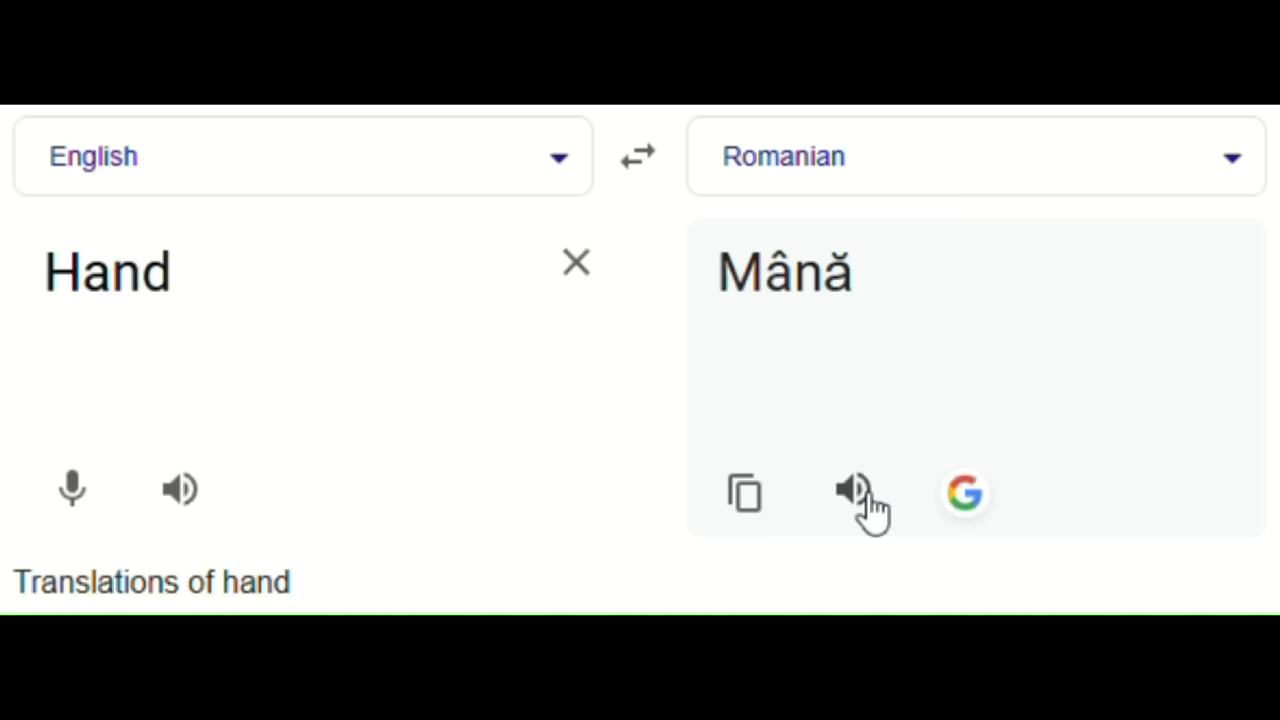 English
Romanian
Hand
Mână
Translations of hand